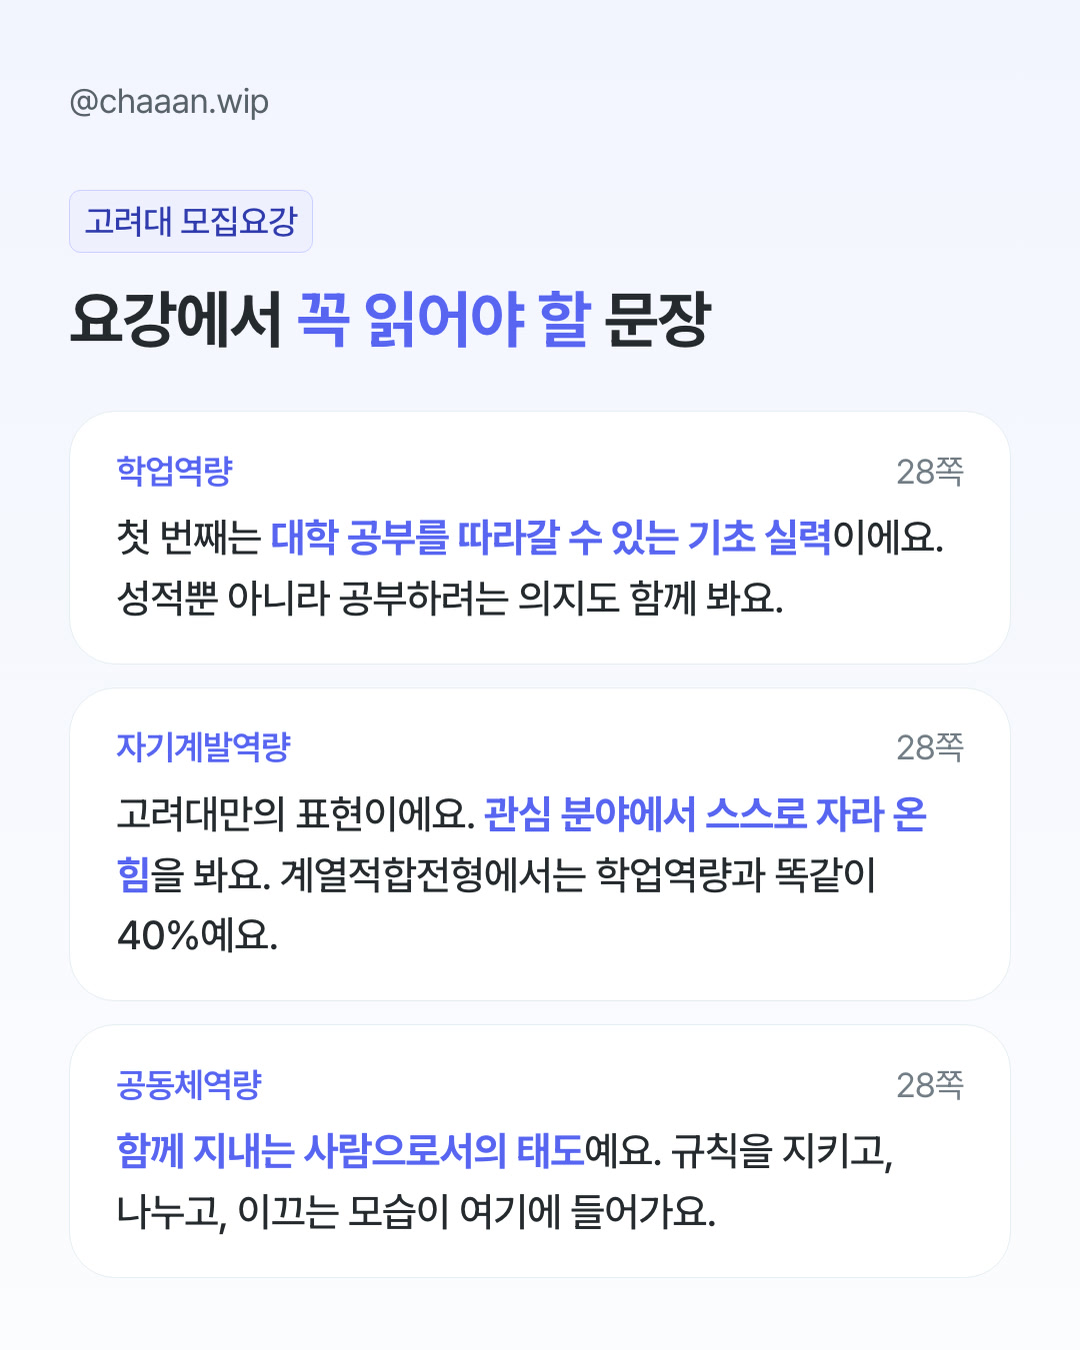 @chaaan.wip
고려대 모집요강
요강에서 꼭 읽어야 할 문장
학업역량 28쪽
첫 번째는 대학 공부를 따라갈 수 있는 기초 실력이에요.
성적뿐 아니라 공부하려는 의지도 함께 봐요.
자기계발역량 28쪽
고려대만의 표현이에요. 관심 분야에서 스스로 자라 온
힘을 봐요. 계열적합전형에서는 학업역량과 똑같이
40%예요.
공동체역량 28쪽
함께 지내는 사람으로서의 태도예요. 규칙을 지키고,
나누고, 이끄는 모습이 여기에 들어가요.